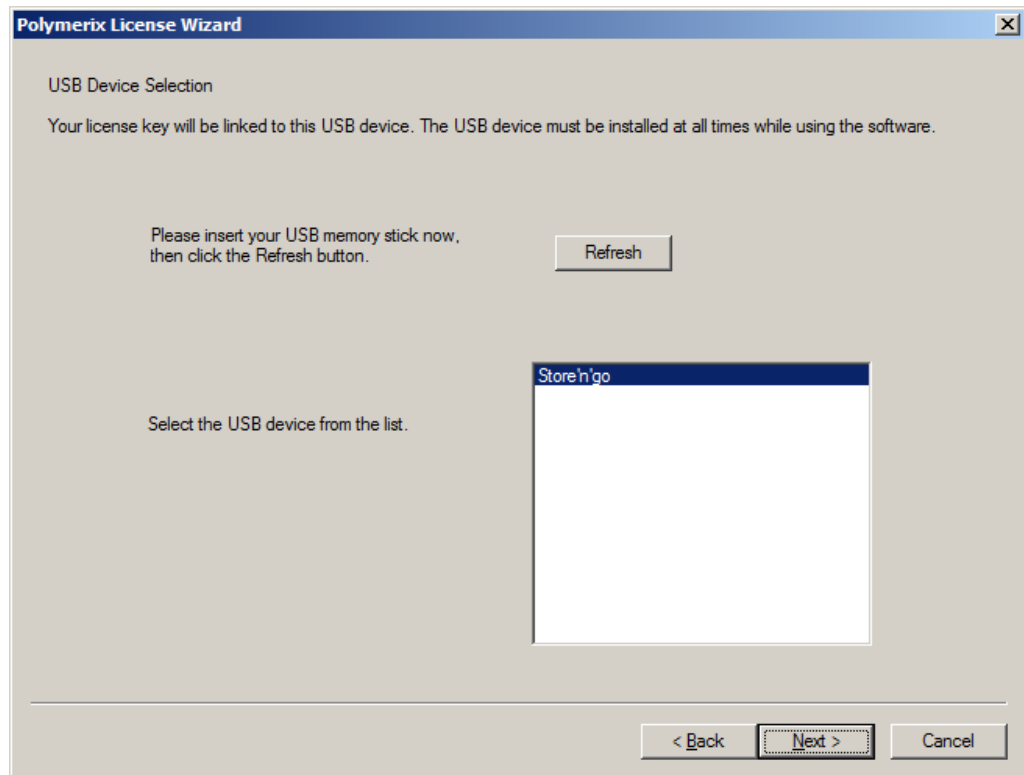 Polymerix License Wizard
USB Device Selection
Your license key will be linked to this USB device. The USB device must be installed at all times while using the software.
Please insert your USB memory stick now,
then click the Refresh button.
Refresh
Store'n'go
Select the USB device from the list.
< Back
Next >
Cancel